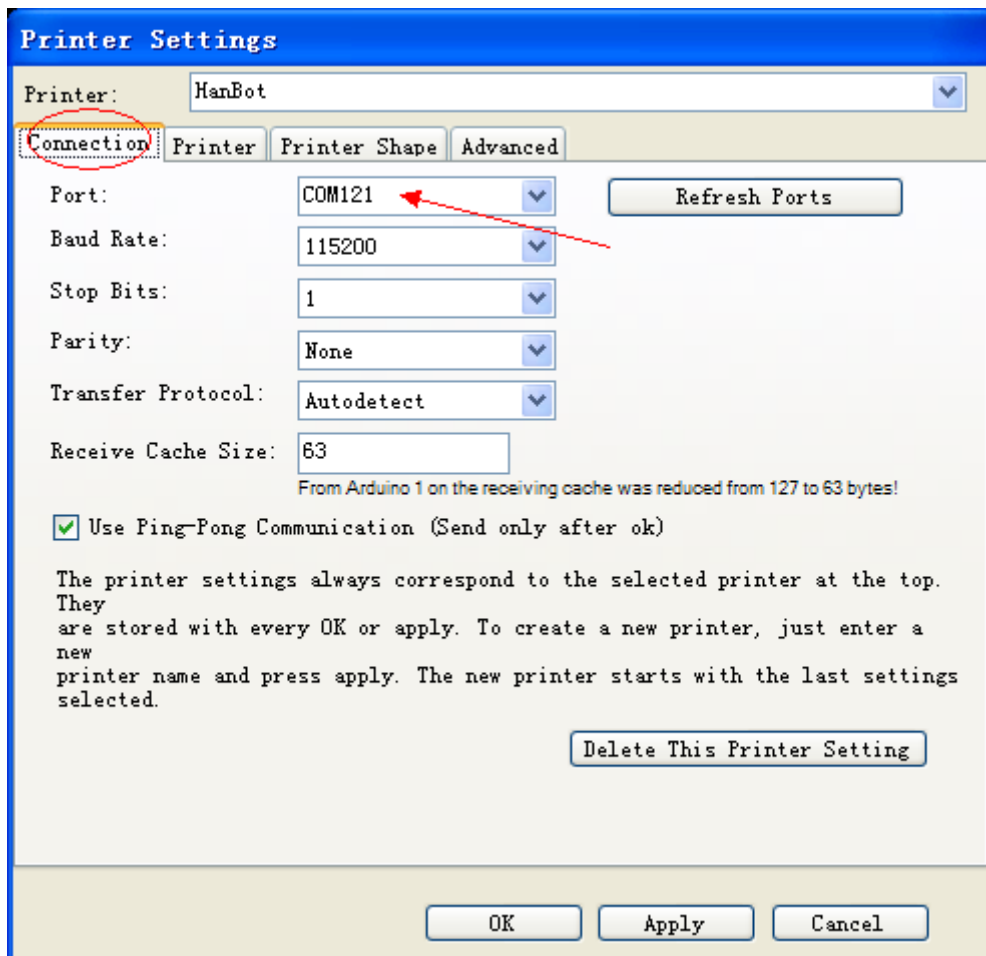 Printer Settings
Printer: HanBot
Connection Printer Printer Shape Advanced
Port: COM121 Refresh Ports
Baud Rate: 115200
Stop Bits: 1
Parity: None
Transfer Protocol: Autodetect
Receive Cache Size: 63
From Arduino 1 on the receiving cache was reduced from 127 to 63 bytes!
Use Ping-Pong Communication (Send only after ok)
The printer settings always correspond to the selected printer at the top.
They
are stored with every OK or apply. To create a new printer, just enter a
new
printer name and press apply. The new printer starts with the last settings
selected.
Delete This Printer Setting
OK Apply Cancel